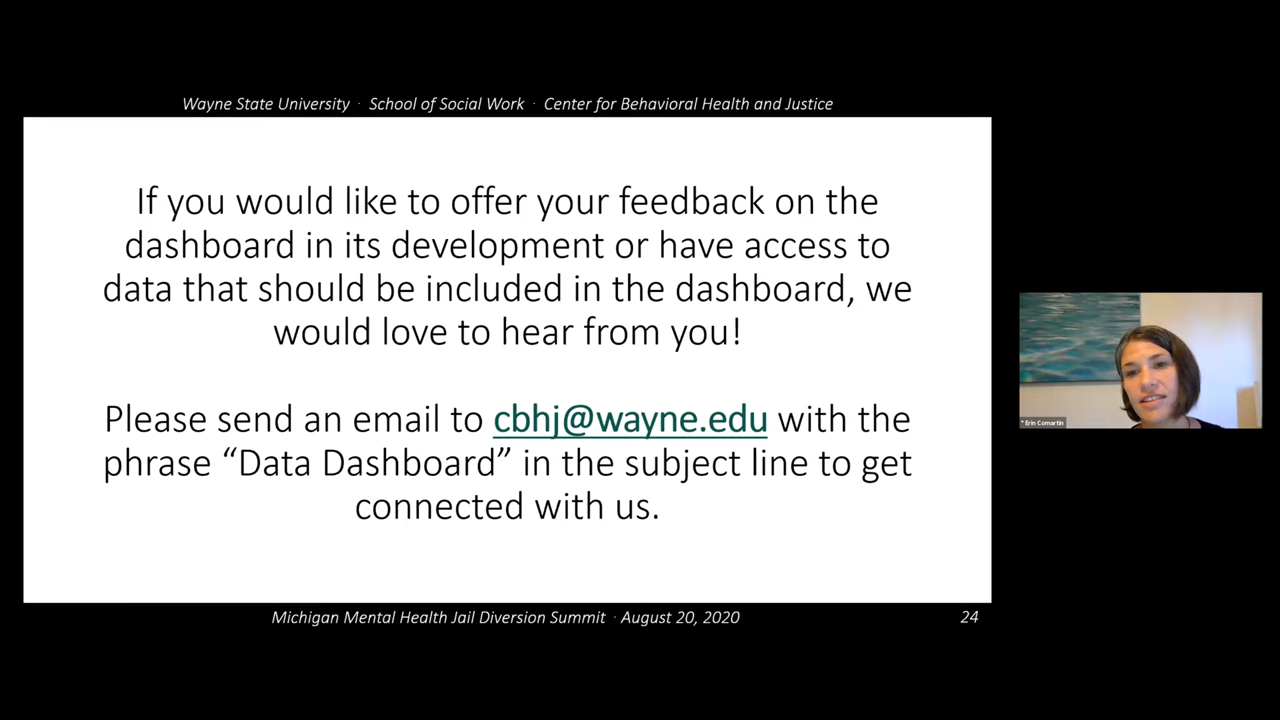 Wayne State University · School of Social Work · Center for Behavioral Health and Justice
If you would like to offer your feedback on the
dashboard in its development or have access to
data that should be included in the dashboard, we
would love to hear from you!
Please send an email to cbhj@wayne.edu with the
phrase “Data Dashboard” in the subject line to get
connected with us.
* Erin Comartin
Michigan Mental Health Jail Diversion Summit · August 20, 2020
24